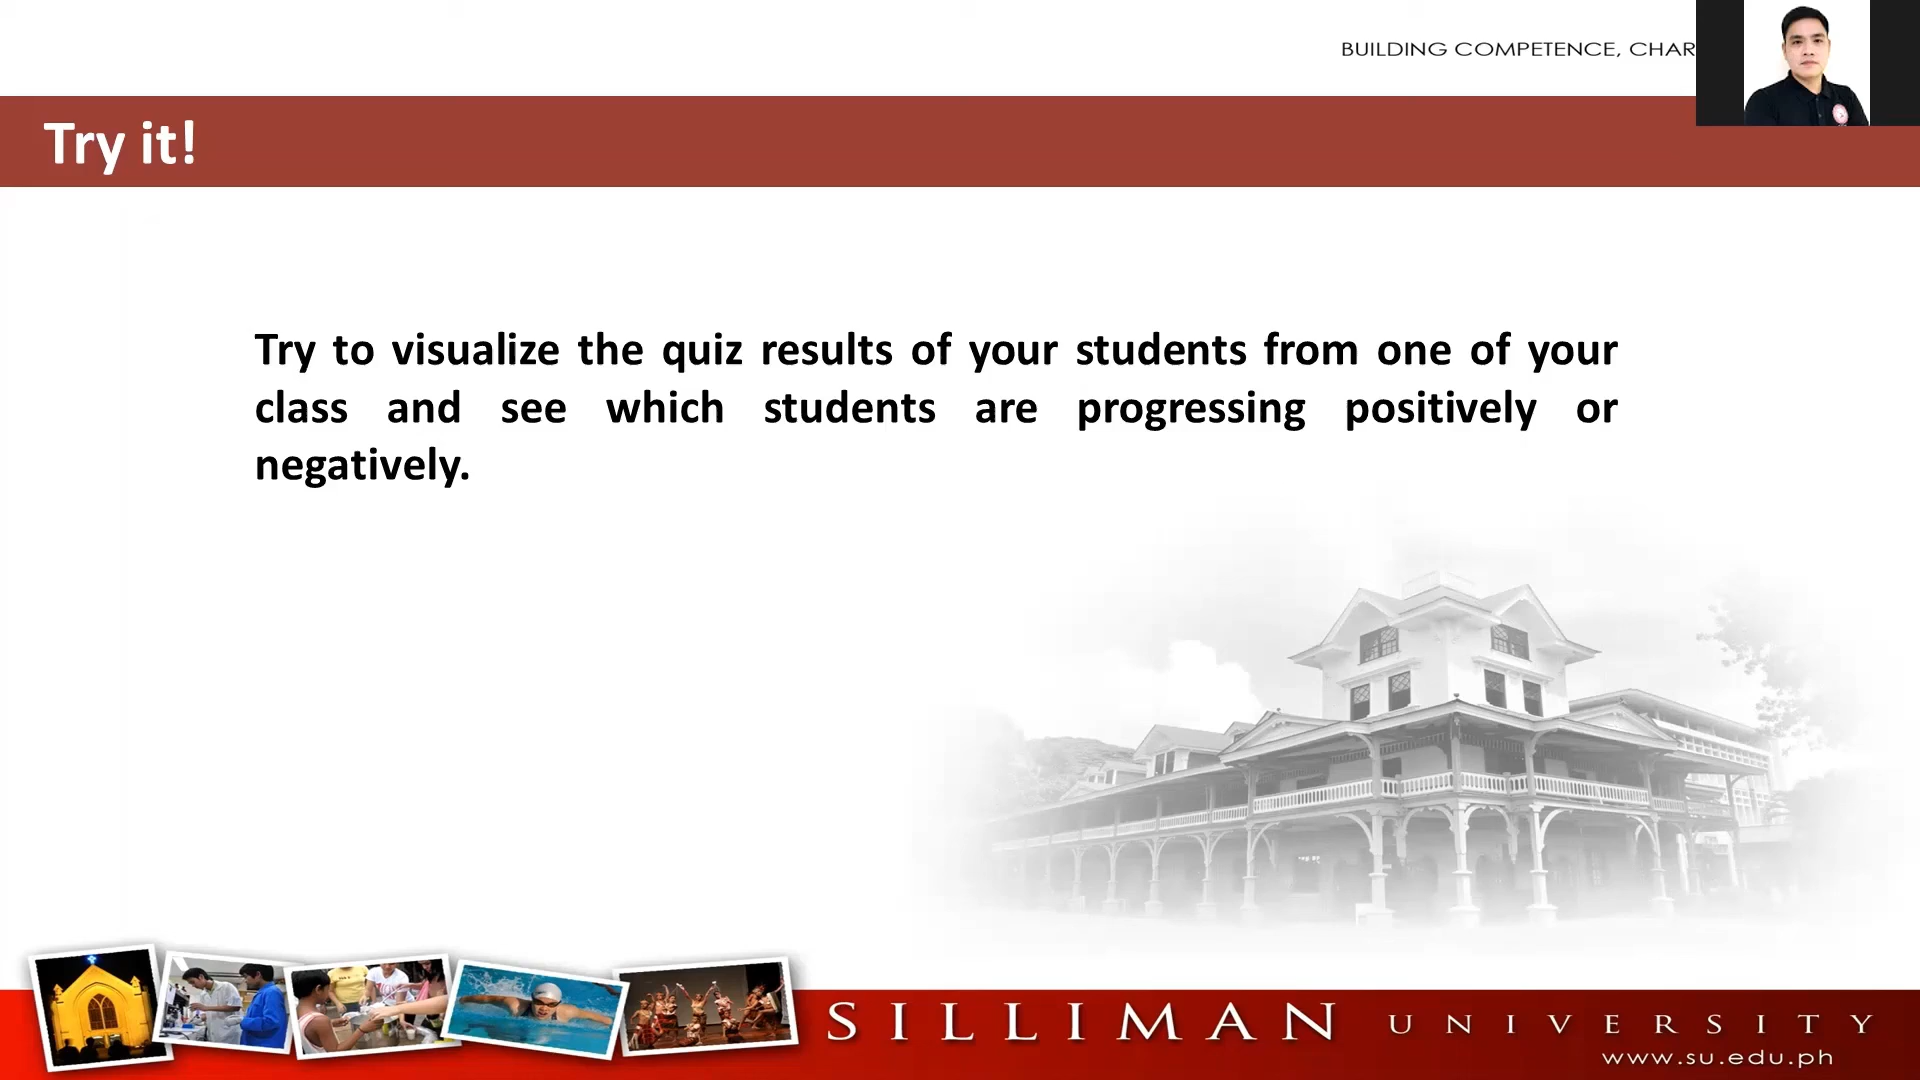 BUILDING COMPETENCE, CHAR
Try it!
Try to visualize the quiz results of your students from one of your
class and see which students are progressing positively or
negatively.
SILLIMAN UNIVERSITY
www.su.edu.ph